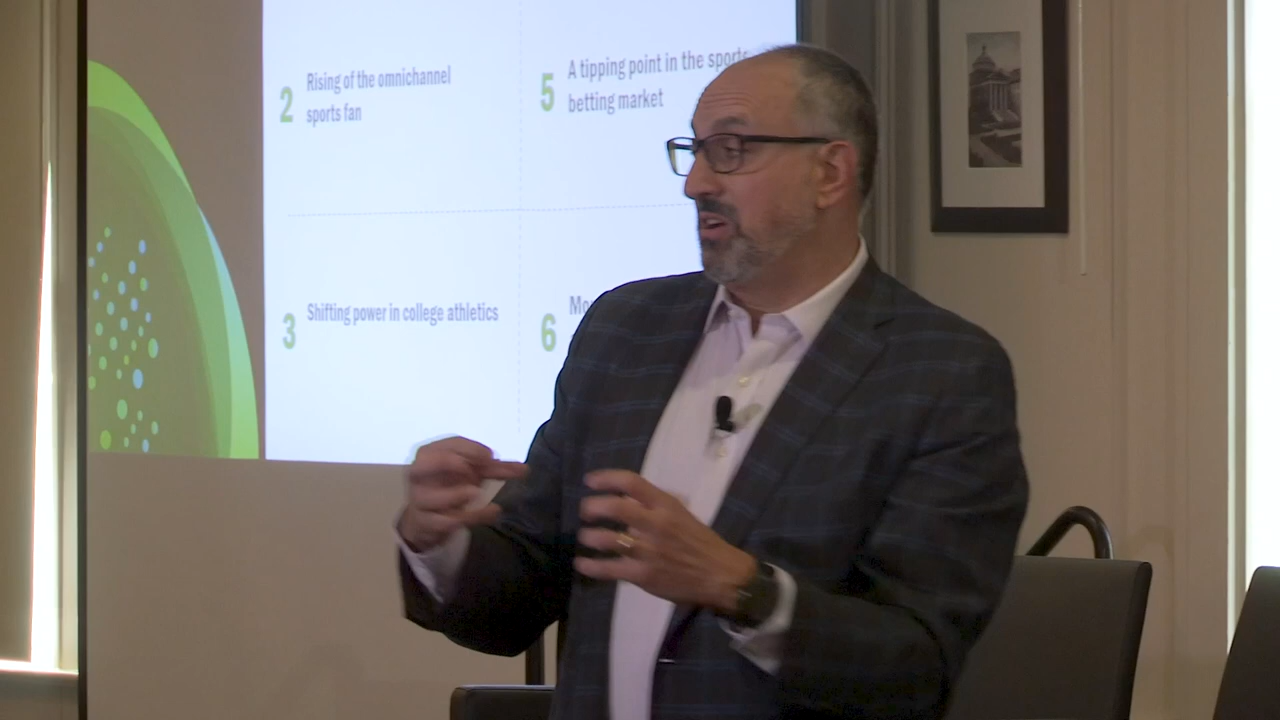 2
Rising of the omnichannel
sports fan
5
A tipping point in the sports
betting market
3
Shifting power in college athletics
6